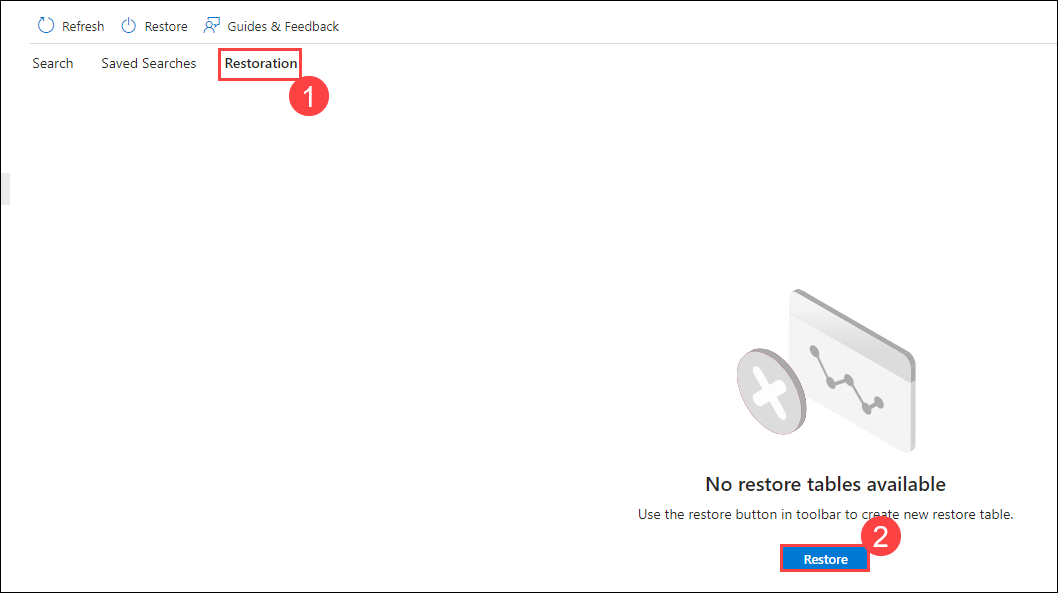 Refresh Restore Guides & Feedback
Search Saved Searches Restoration
1
No restore tables available
Use the restore button in toolbar to create new restore table.
2
Restore